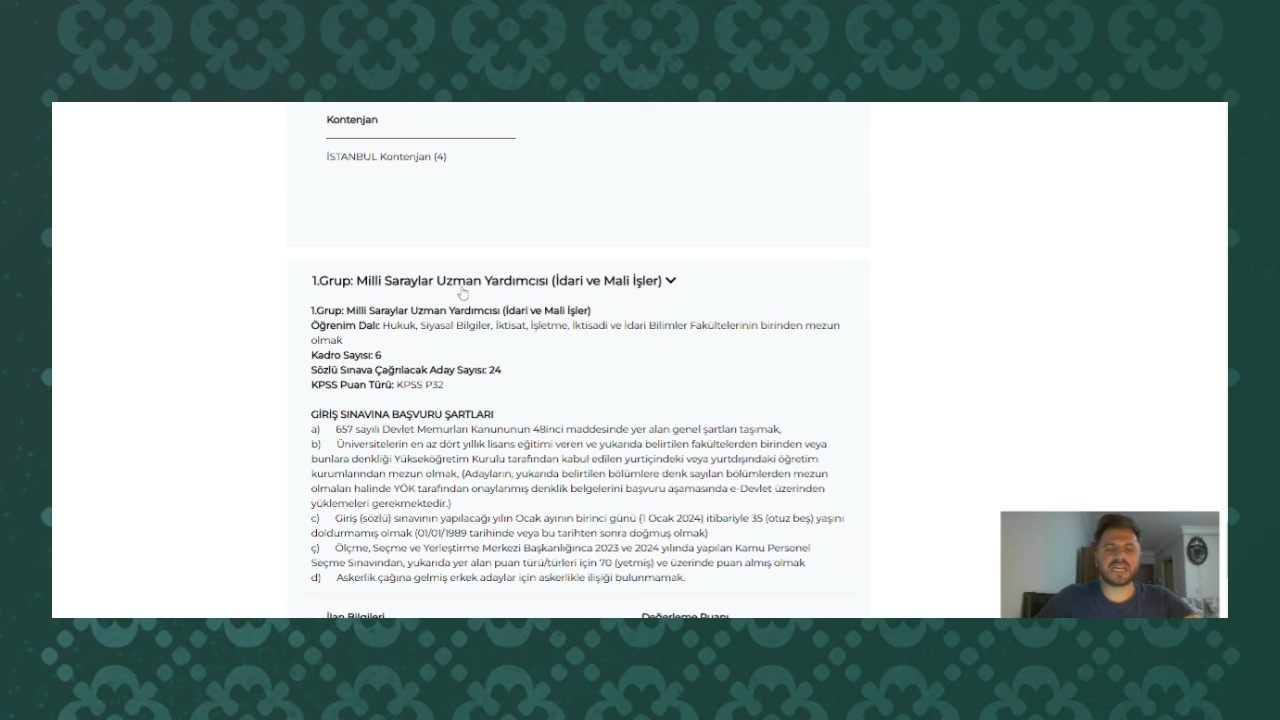 Kontenjan
İSTANBUL Kontenjan (4)
1.Grup: Milli Saraylar Uzman Yardımcısı (İdari ve Mali İşler)
1.Grup: Milli Saraylar Uzman Yardımcısı (İdari ve Mali İşler)
Öğrenim Dalı: Hukuk, Siyasal Bilgiler, İktisat, İşletme, İktisadi ve İdari Bilimler Fakültelerinin birinden mezun
olmak
Kadro Sayısı: 6
Sözlü Sınava Çağrılacak Aday Sayısı: 24
KPSS Puan Türü: KPSS P32
GİRİŞ SINAVINA BAŞVURU ŞARTLARI
a) 657 sayılı Devlet Memurları Kanununun 48inci maddesinde yer alan genel şartları taşımak,
b) Üniversitelerin en az dört yıllık lisans eğitimi veren ve yukarıda belirtilen fakültelerden birinden veya
bunlara denkliği Yükseköğretim Kurulu tarafından kabul edilen yurtiçindeki veya yurtdışındaki öğretim
kurumlarından mezun olmak, (Adayların, yukarıda belirtilen bölümlere denk sayılan bölümlerden mezun
olmaları halinde YÖK tarafından onaylanmış denklik belgelerini başvuru aşamasında e-Devlet üzerinden
yüklemeleri gerekmektedir.)
c) Giriş (sözlü) sınavının yapılacağı yılın Ocak ayının birinci günü (1 Ocak 2024) itibariyle 35 (otuz beş) yaşını
doldurmamış olmak (01/01/1989 tarihinde veya bu tarihten sonra doğmuş olmak)
ç) Ölçme, Seçme ve Yerleştirme Merkezi Başkanlığınca 2023 ve 2024 yılında yapılan Kamu Personel
Seçme Sınavından, yukarıda yer alan puan türü/türleri için 70 (yetmiş) ve üzerinde puan almış olmak
d) Askerlik çağına gelmiş erkek adaylar için askerlikle ilişiği bulunmamak.
İlan Bilgileri
Değerleme Puanı